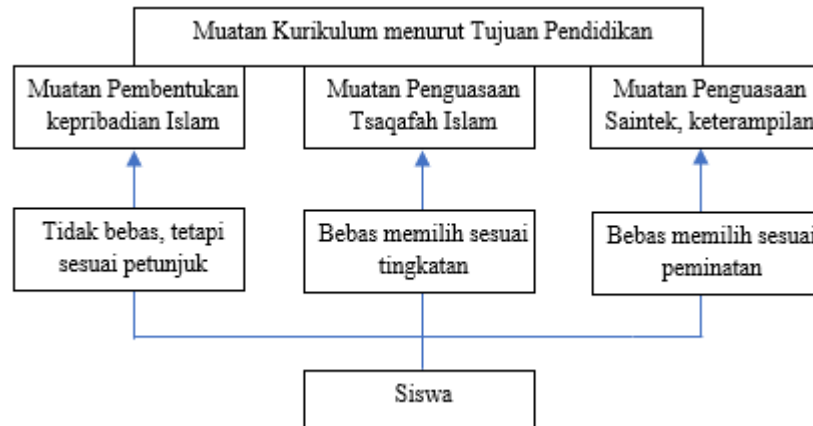 Muatan Kurikulum menurut Tujuan Pendidikan
Muatan Pembentukan
kepribadian Islam
Muatan Penguasaan
Tsaqafah Islam
Muatan Penguasaan
Saintek, keterampilan
Tidak bebas, tetapi
sesuai petunjuk
Bebas memilih sesuai
tingkatan
Bebas memilih sesuai
peminatan
Siswa